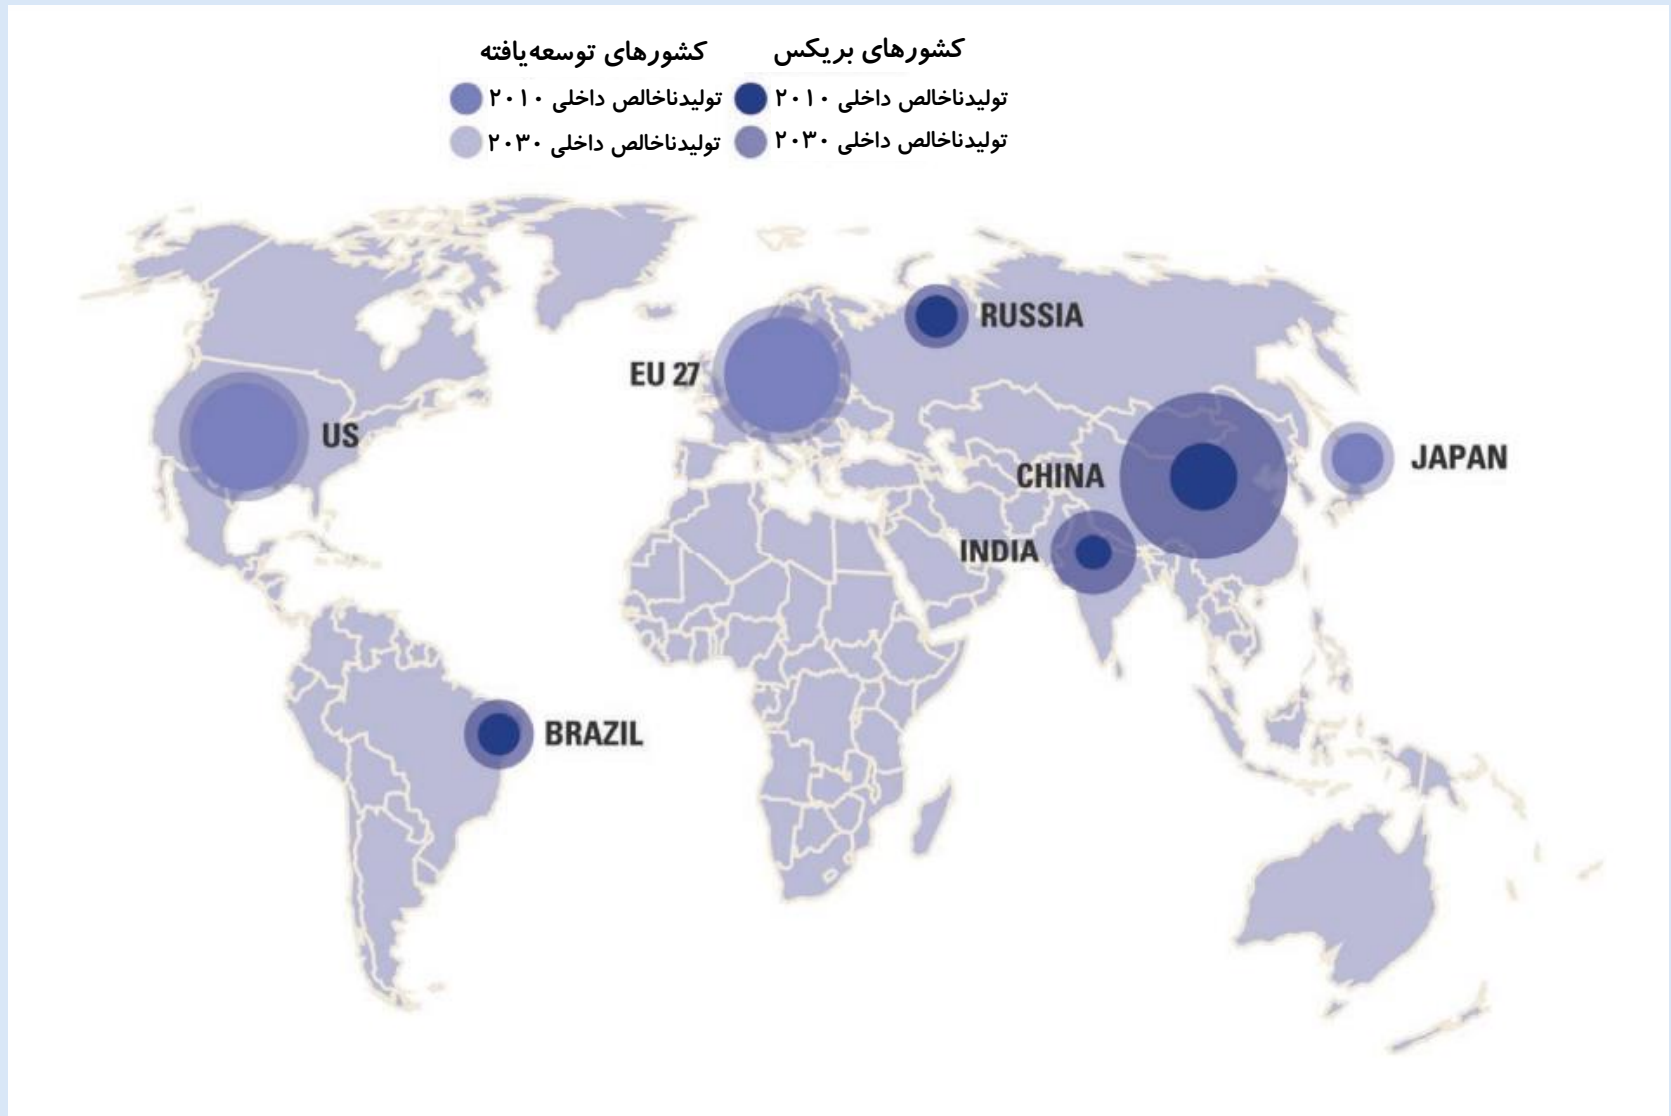 کشورهای بریکس
تولیدناخالص داخلی ۲۰۱۰
تولیدناخالص داخلی ۲۰۳۰
کشورهای توسعه‌یافته
تولیدناخالص داخلی ۲۰۱۰
تولیدناخالص داخلی ۲۰۳۰
RUSSIA
EU 27
US
JAPAN
CHINA
INDIA
BRAZIL